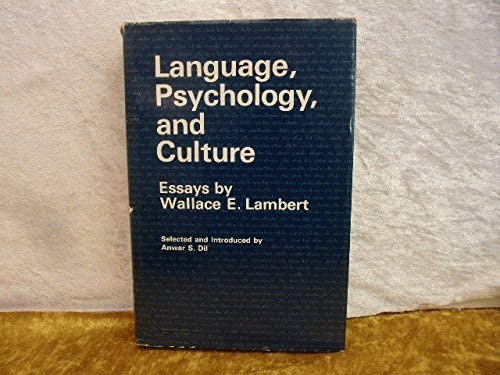 Language,
Psychology,
and
Culture
Essays by
Wallace E. Lambert
Selected and Introduced by
Anwar S. Dil